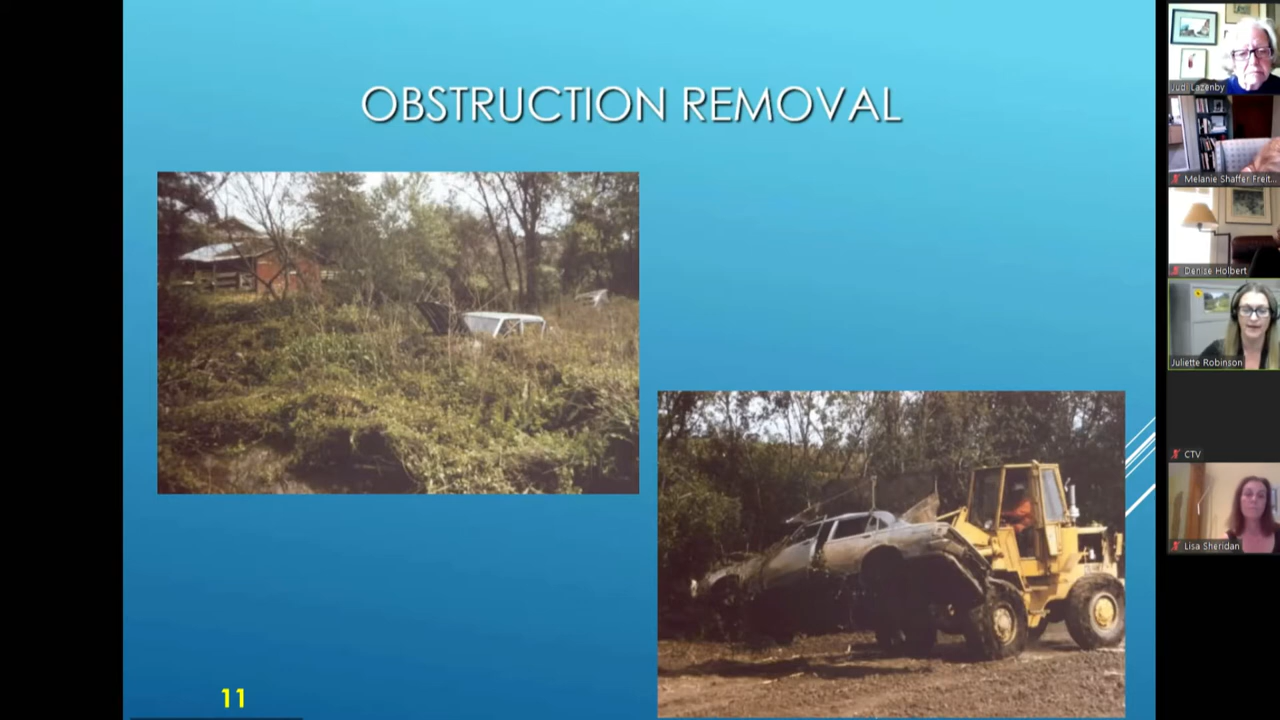 OBSTRUCTION REMOVAL
11
Judi Lazenby
Melanie Shaffer Freit...
Denise Holbert
Juliette Robinson
CTV
Lisa Sheridan